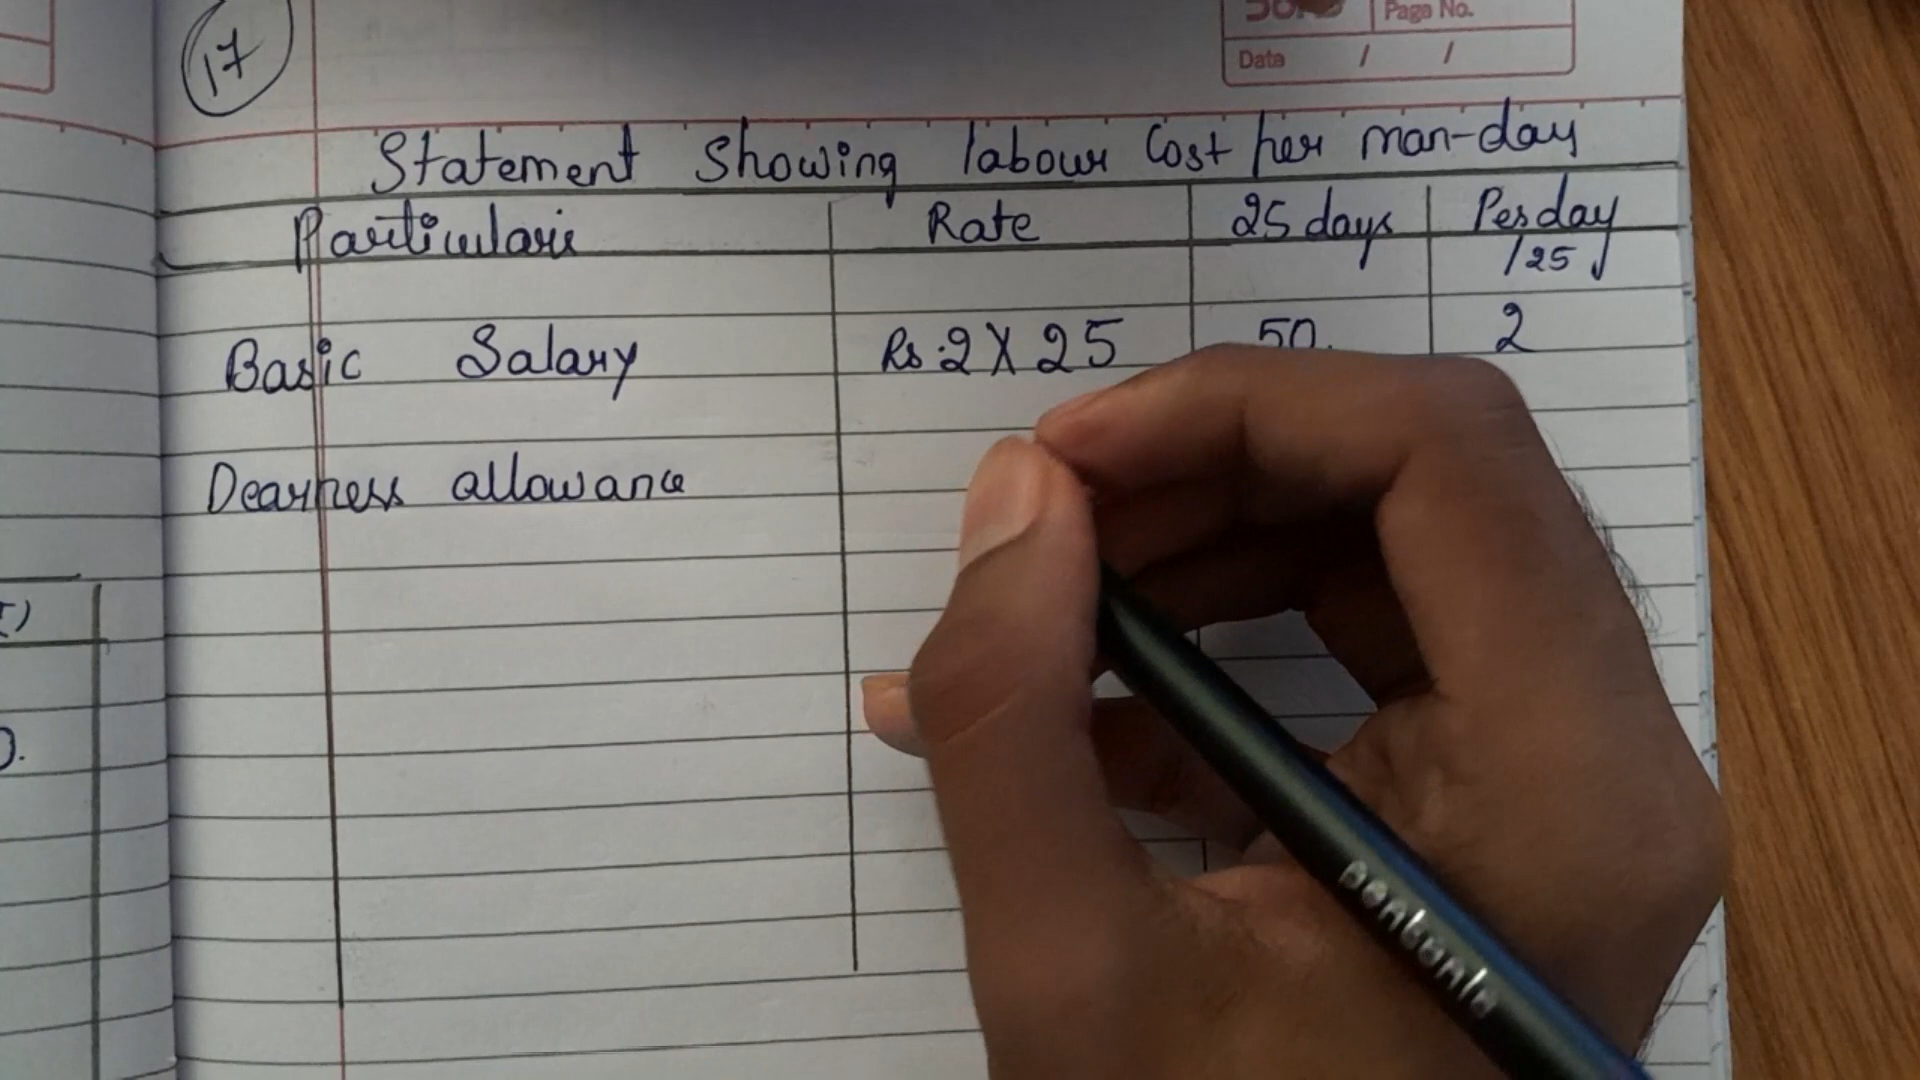 17
Page No.
Data / /
Statement Showing labour Cost per man-day
Particulars Rate 25 days Per day
/25
Basic Salary Rs. 2 X 25 50. 2
Dearness allowance
pentonic